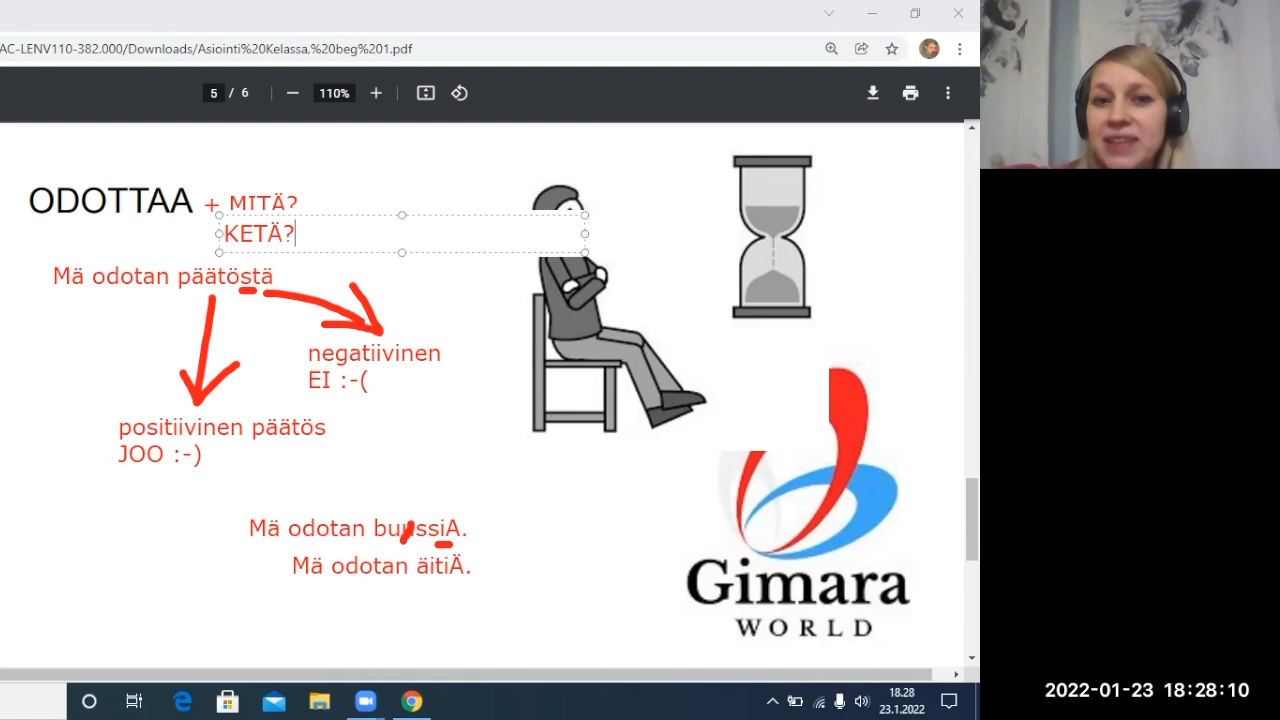 AC-LENV110-382.000/Downloads/Asiointi%20Kelassa,%20beg%201.pdf
5 / 6
110%
ODOTTAA + MITÄ?
KETÄ?
Mä odotan päätöstä
negatiivinen
EI :-(
positiivinen päätös
JOO :-)
Mä odotan buussiA.
Mä odotan äitiÄ.
Gimara
WORLD
18.28
23.1.2022
2022-01-23 18:28:10